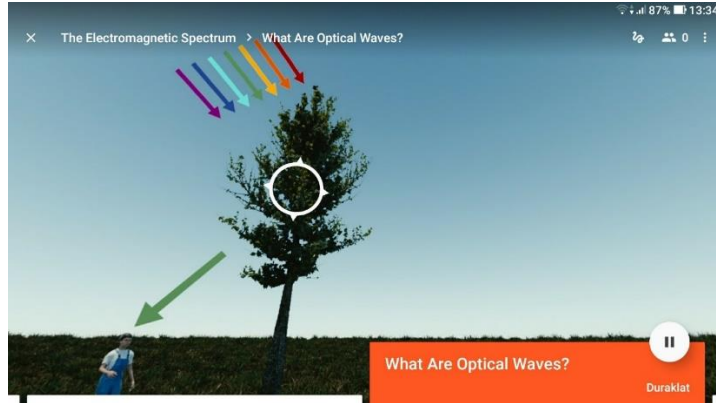 87% 13:34
The Electromagnetic Spectrum > What Are Optical Waves?
0
What Are Optical Waves?
Duraklat